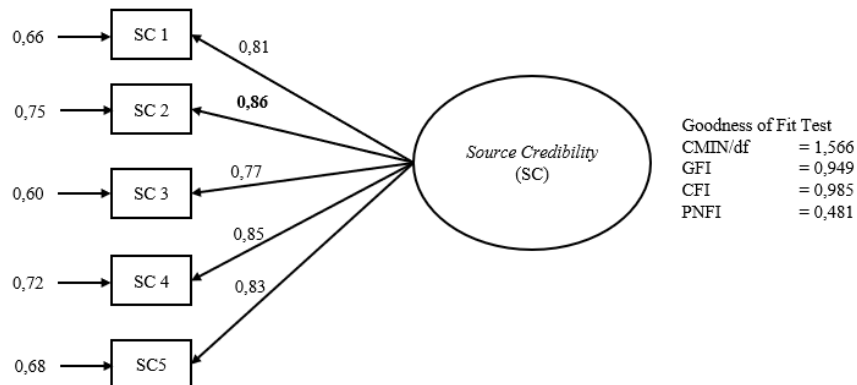 0,66
SC 1
0,81
0,75
SC 2
0,86
0,60
SC 3
0,77
0,72
SC 4
0,85
0,68
SC5
0,83
Source Credibility
(SC)
Goodness of Fit Test
CMIN/df = 1,566
GFI = 0,949
CFI = 0,985
PNFI = 0,481